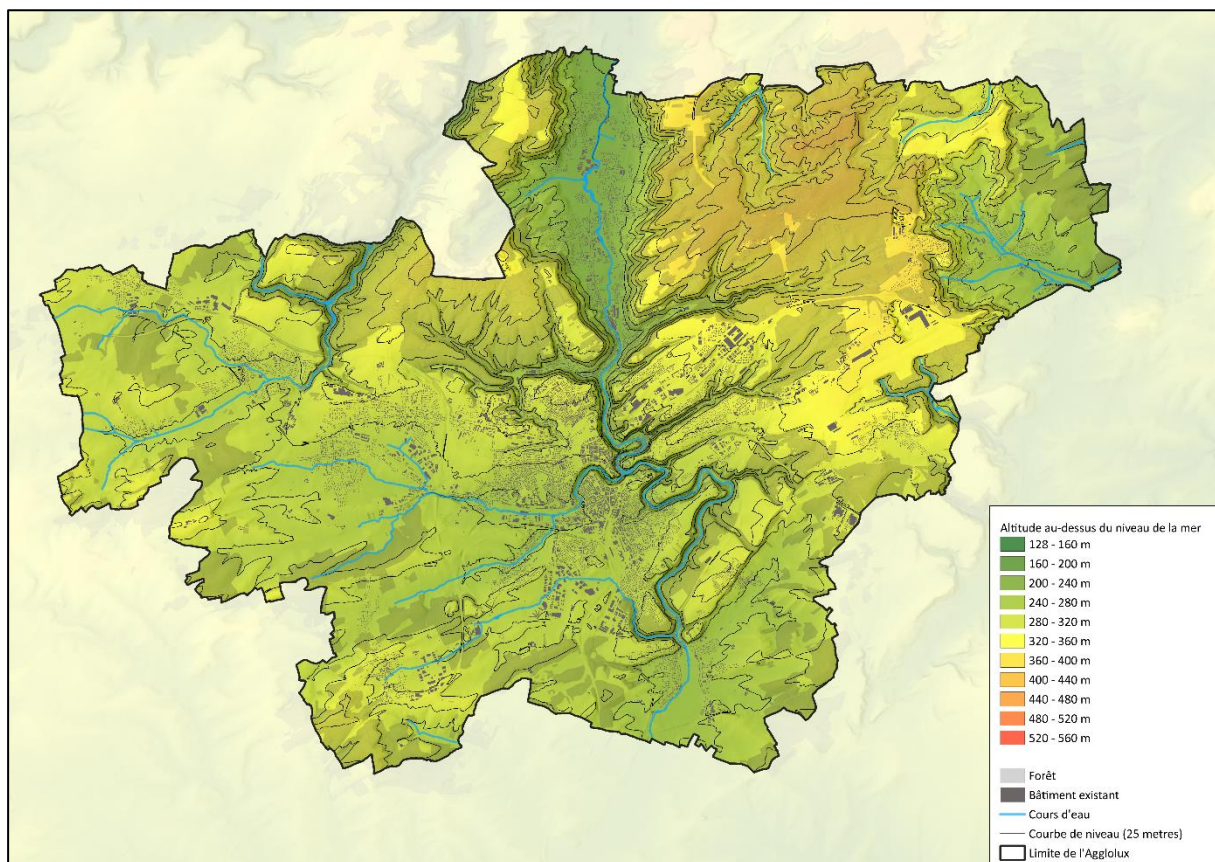 Altitude au-dessus du niveau de la mer
128 - 160 m
160 - 200 m
200 - 240 m
240 - 280 m
280 - 320 m
320 - 360 m
360 - 400 m
400 - 440 m
440 - 480 m
480 - 520 m
520 - 560 m
Forêt
Bâtiment existant
Cours d'eau
Courbe de niveau (25 metres)
Limite de l'Agglolux